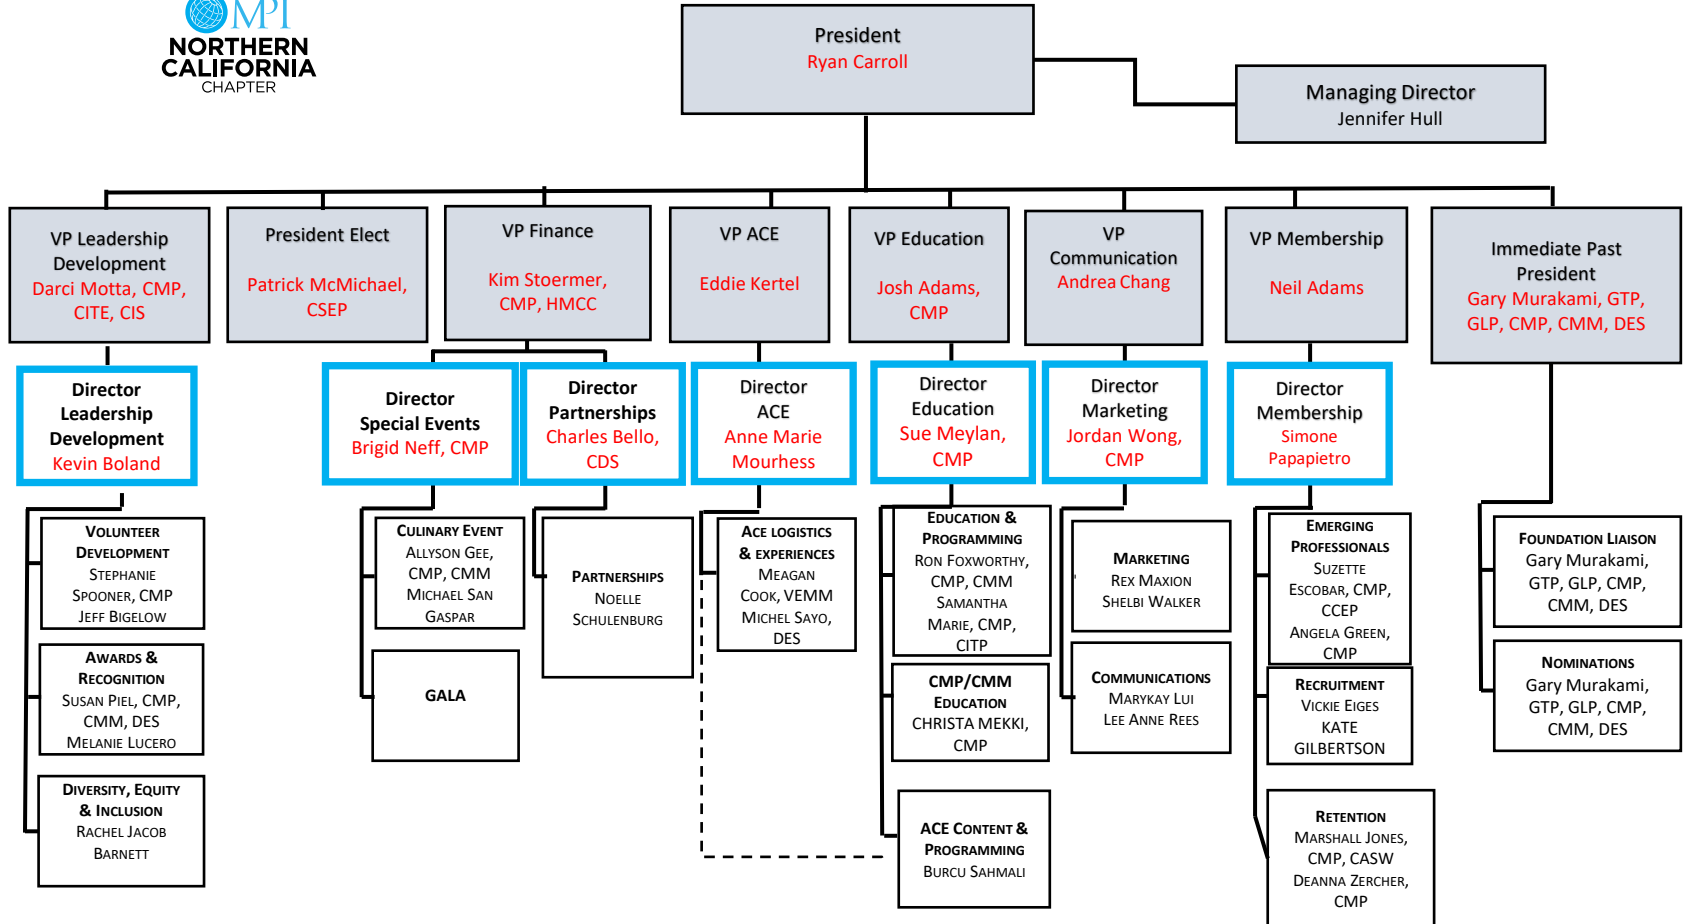 MPI
NORTHERN
CALIFORNIA
CHAPTER
President
Ryan Carroll
Managing Director
Jennifer Hull
VP Leadership
Development
Darci Motta, CMP,
CITE, CIS
President Elect
Patrick McMichael,
CSEP
VP Finance
Kim Stoermer,
CMP, HMCC
VP ACE
Eddie Kertel
VP Education
Josh Adams,
CMP
VP
Communication
Andrea Chang
VP Membership
Neil Adams
Immediate Past
President
Gary Murakami, GTP,
GLP, CMP, CMM, DES
Director
Leadership
Development
Kevin Boland
Director
Special Events
Brigid Neff, CMP
Director
Partnerships
Charles Bello,
CDS
Director
ACE
Anne Marie
Mourhess
Director
Education
Sue Meylan,
CMP
Director
Marketing
Jordan Wong,
CMP
Director
Membership
Simone
Papapietro
VOLUNTEER
DEVELOPMENT
STEPHANIE
SPOONER, CMP
JEFF BIGELOW
AWARDS &
RECOGNITION
SUSAN PIEL, CMP,
CMM, DES
MELANIE LUCERO
DIVERSITY, EQUITY
& INCLUSION
RACHEL JACOB
BARNETT
CULINARY EVENT
ALLYSON GEE,
CMP, CMM
MICHAEL SAN
GASPAR
GALA
PARTNERSHIPS
NOELLE
SCHULENBURG
ACE LOGISTICS
& EXPERIENCES
MEAGAN
COOK, VEMM
MICHEL SAYO,
DES
EDUCATION &
PROGRAMMING
RON FOXWORTHY,
CMP, CMM
SAMANTHA
MARIE, CMP,
CITP
CMP/CMM
EDUCATION
CHRISTA MEKKI,
CMP
ACE CONTENT &
PROGRAMMING
BURCU SAHMALI
MARKETING
REX MAXION
SHELBI WALKER
COMMUNICATIONS
MARYKAY LUI
LEE ANNE REES
EMERGING
PROFESSIONALS
SUZETTE
ESCOBAR, CMP,
CCEP
ANGELA GREEN,
CMP
RECRUITMENT
VICKIE EIGES
KATE
GILBERTSON
RETENTION
MARSHALL JONES,
CMP, CASW
DEANNA ZERCHER,
CMP
FOUNDATION LIAISON
Gary Murakami,
GTP, GLP, CMP,
CMM, DES
NOMINATIONS
Gary Murakami,
GTP, GLP, CMP,
CMM, DES